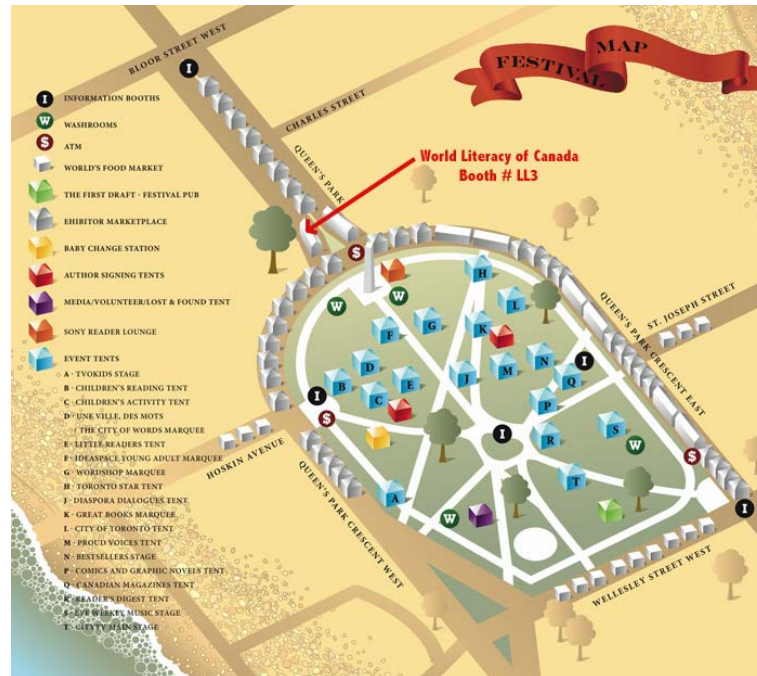 FESTIVAL MAP
BLOOR STREET WEST
I
CHARLES STREET
QUEEN'S PARK
World Literacy of Canada
Booth # LL3
I INFORMATION BOOTHS
W WASHROOMS
$ ATM
WORLD'S FOOD MARKET
THE FIRST DRAFT - FESTIVAL PUB
EHIBITOR MARKETPLACE
BABY CHANGE STATION
AUTHOR SIGNING TENTS
MEDIA/VOLUNTEER/LOST & FOUND TENT
SONY READER LOUNGE
EVENT TENTS
A - TVOKIDS STAGE
B - CHILDREN'S READING TENT
C - CHILDREN'S ACTIVITY TENT
D - UNE VILLE, DES MOTS
/ THE CITY OF WORDS MARQUEE
E - LITTLE READERS TENT
F - IDEASPACE YOUNG ADULT MARQUEE
G - WORDSHOP MARQUEE
H - TORONTO STAR TENT
J - DIASPORA DIALOGUES TENT
K - GREAT BOOKS MARQUEE
L - CITY OF TORONTO TENT
M - PROUD VOICES TENT
N - BESTSELLERS STAGE
P - COMICS AND GRAPHIC NOVELS TENT
Q - CANADIAN MAGAZINES TENT
R - READER'S DIGEST TENT
S - EYE WEEKLY MUSIC STAGE
T - CITYTV MAIN STAGE
$
H
W
W
L
F
G
K
QUEEN'S PARK CRESCENT EAST
ST. JOSEPH STREET
D
N
I
M
J
Q
B
E
I
C
P
$
S
HOSKIN AVENUE
I
R
W
$
QUEEN'S PARK CRESCENT WEST
T
A
W
I
WELLESLEY STREET WEST